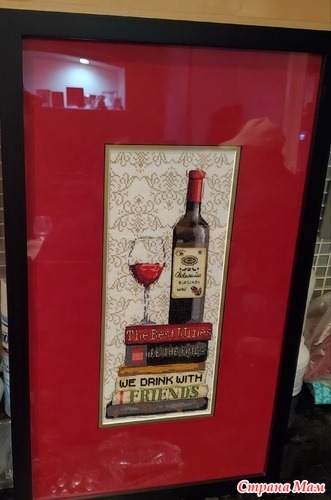 The Best Wines
ARE THE ONES
WE DRINK WITH
FRIENDS
Страна Мам